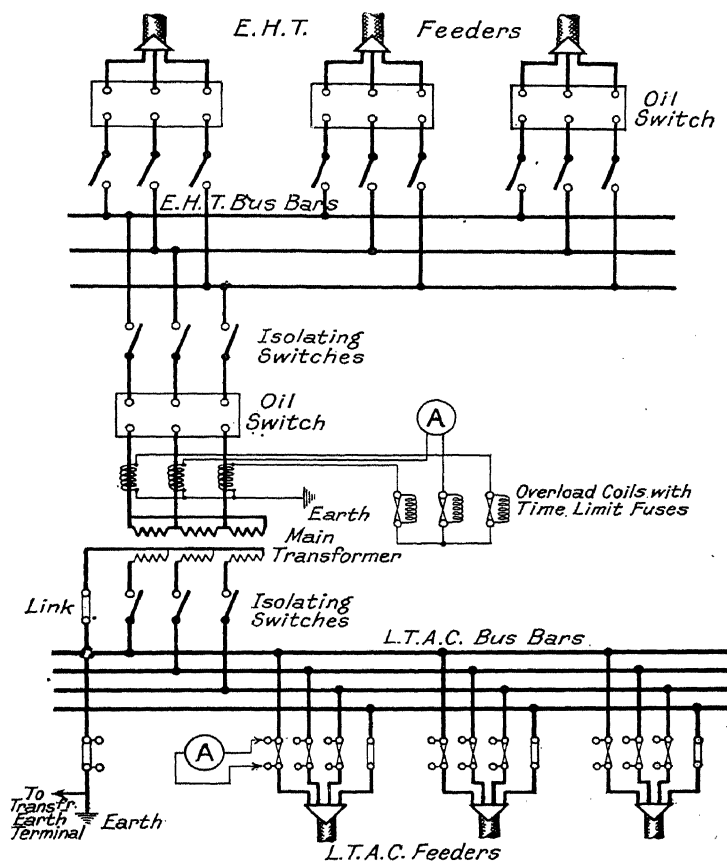 E.H.T. Feeders
Oil
Switch
E.H.T. Bus Bars
Isolating
Switches
Oil
Switch
A
Earth
Overload Coils with
Time Limit Fuses
Main
Transformer
Link
Isolating
Switches
L.T.A.C. Bus Bars
A
To
Transfr.
Earth
Terminal
Earth
L.T.A.C. Feeders